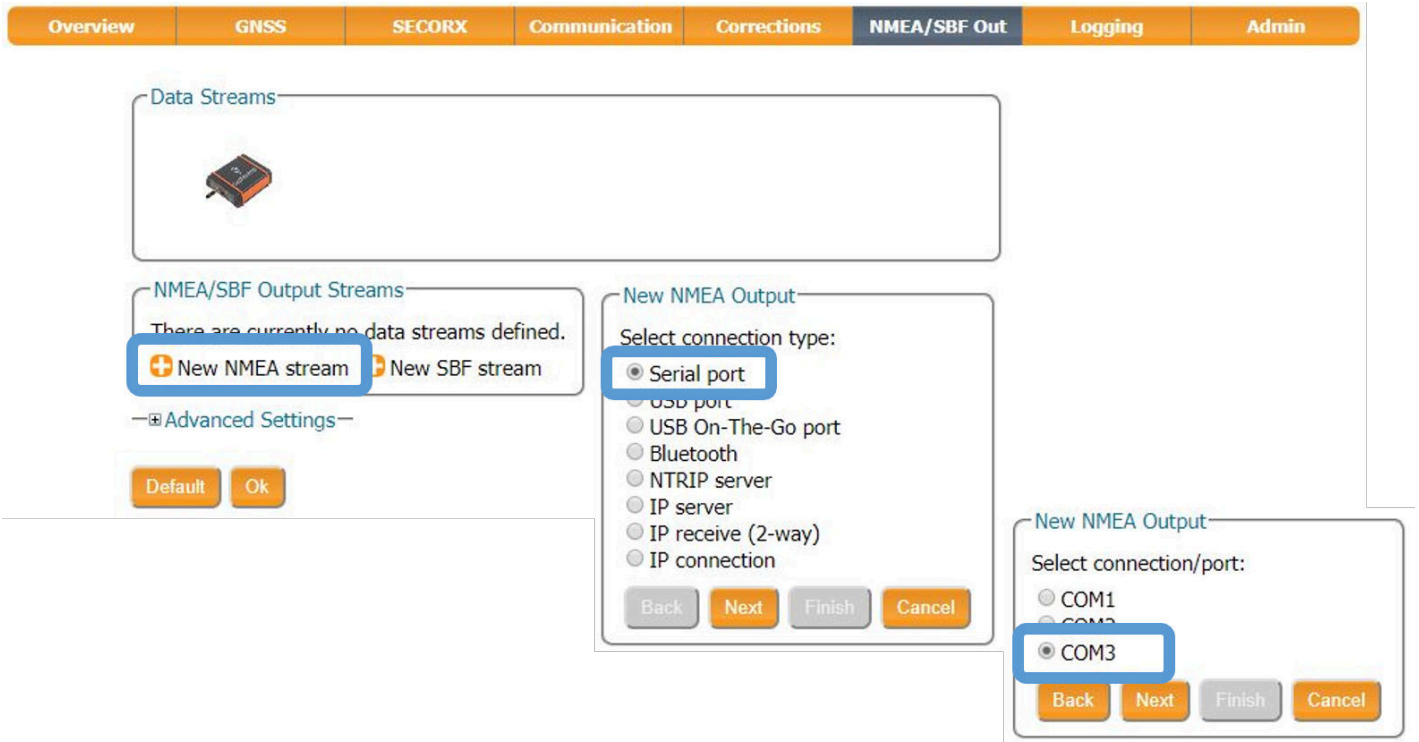 Overview GNSS SECORX Communication Corrections NMEA/SBF Out Logging Admin
Data Streams
NMEA/SBF Output Streams
There are currently no data streams defined.
New NMEA stream New SBF stream
Advanced Settings
Default Ok
New NMEA Output
Select connection type:
Serial port
USB port
USB On-The-Go port
Bluetooth
NTRIP server
IP server
IP receive (2-way)
IP connection
Back Next Finish Cancel
New NMEA Output
Select connection/port:
COM1
COM2
COM3
Back Next Finish Cancel